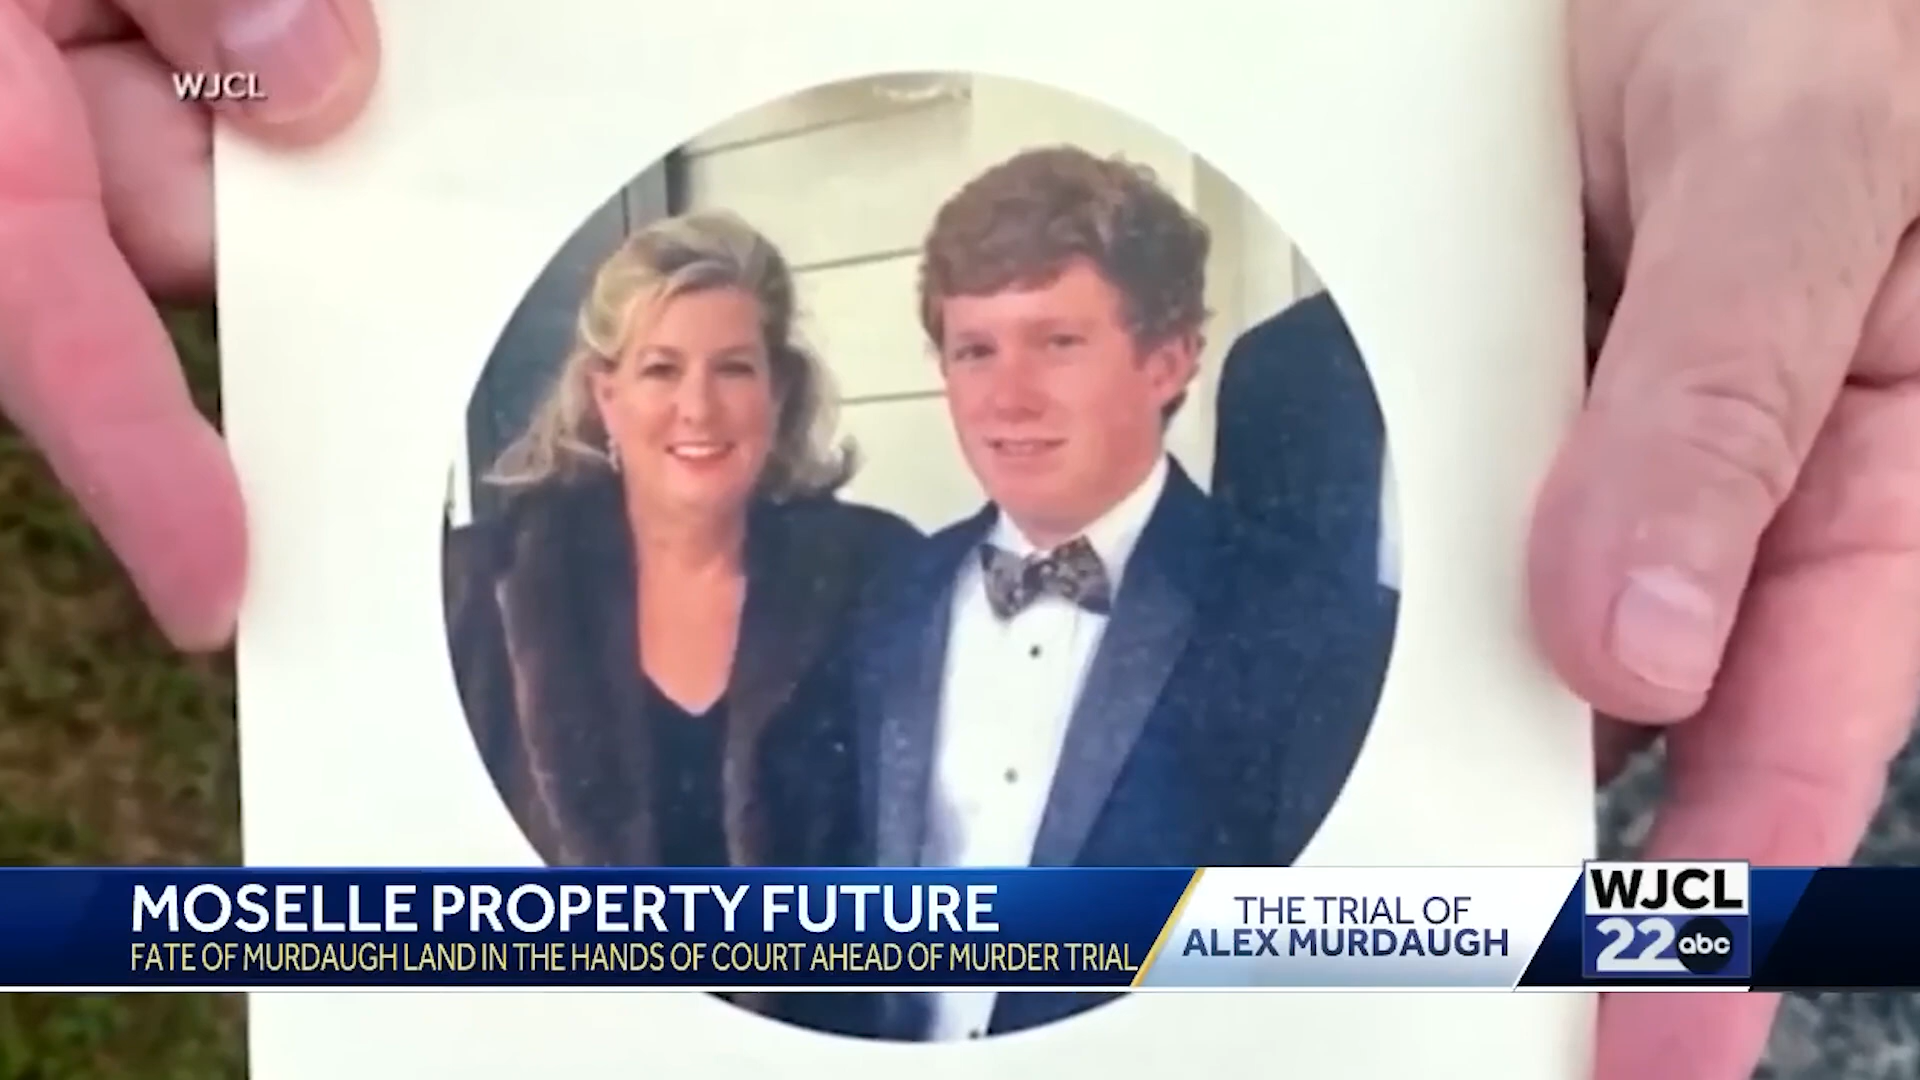 WJCL
MOSELLE PROPERTY FUTURE
FATE OF MURDAUGH LAND IN THE HANDS OF COURT AHEAD OF MURDER TRIAL
THE TRIAL OF
ALEX MURDAUGH
WJCL
22 abc